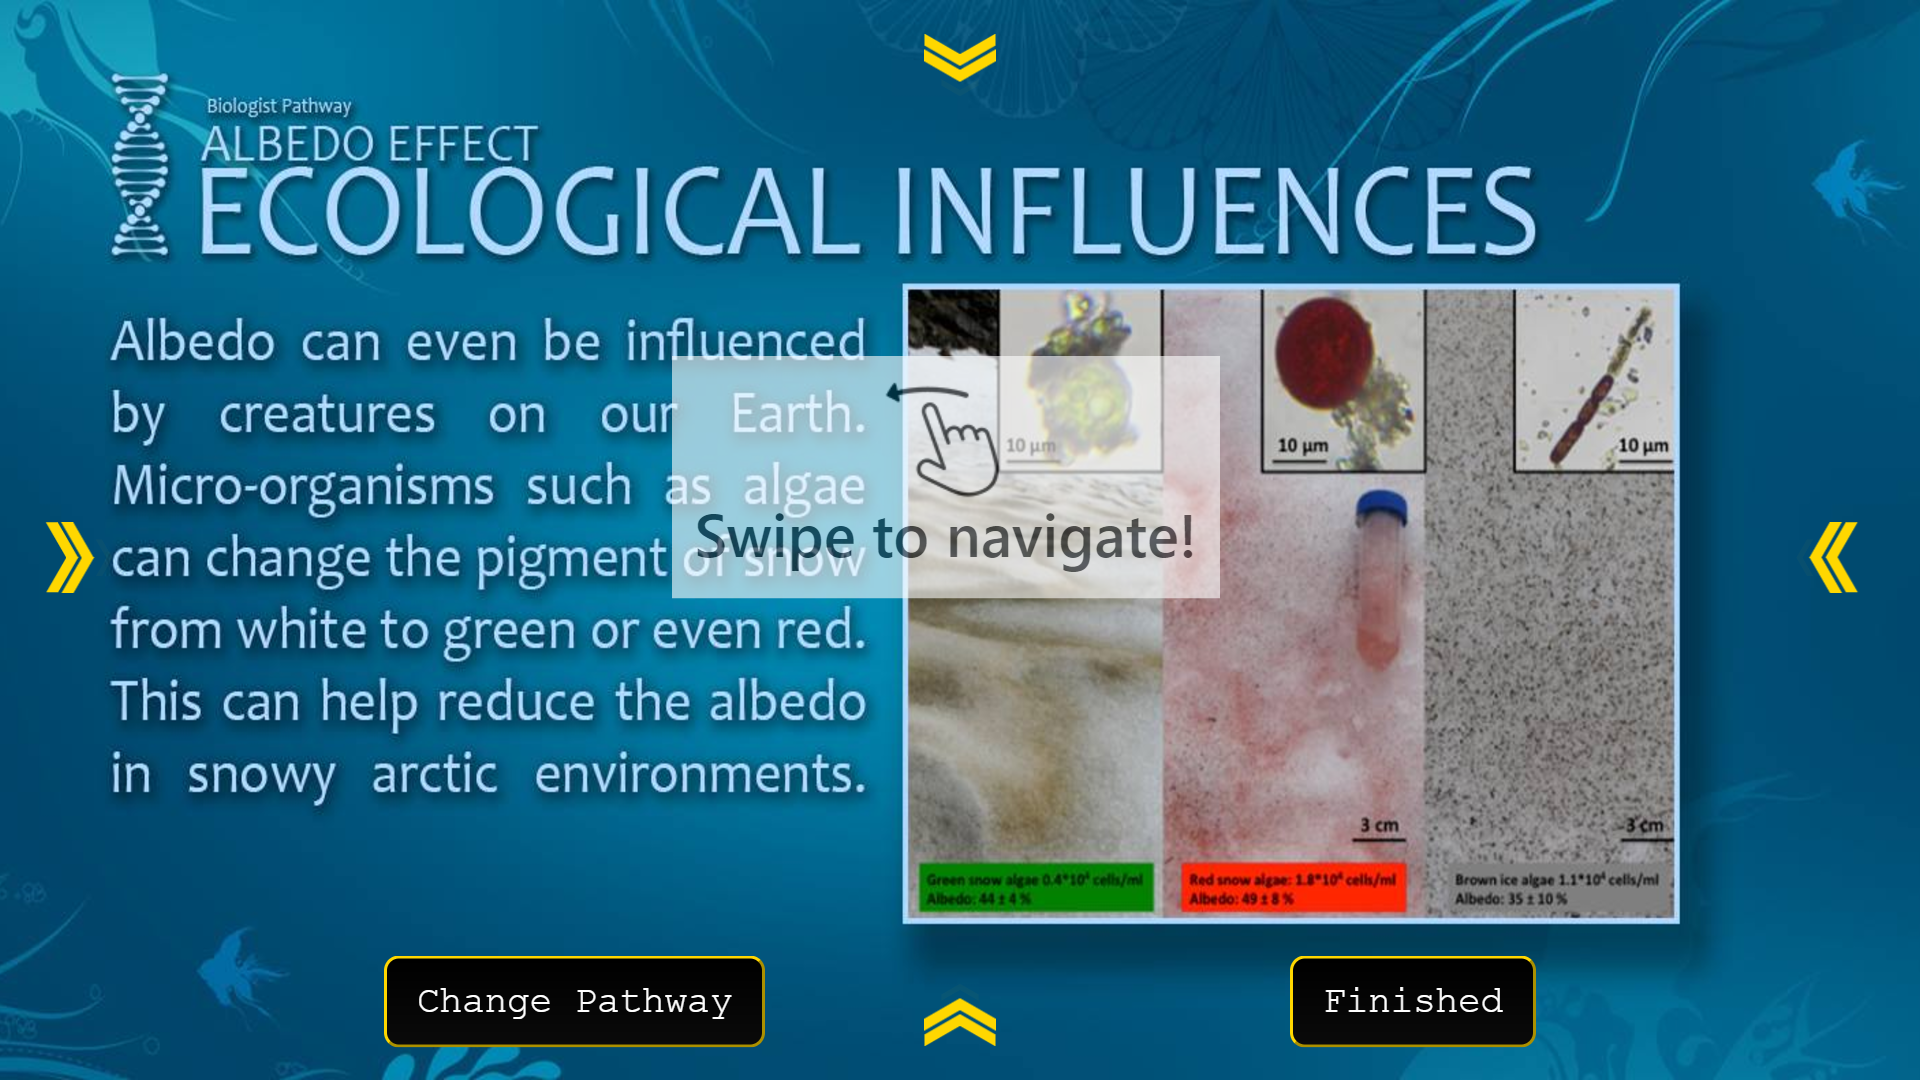 Biologist Pathway
ALBEDO EFFECT
ECOLOGICAL INFLUENCES
Albedo can even be influenced
by creatures on our Earth.
Micro-organisms such as algae
can change the pigment of snow
from white to green or even red.
This can help reduce the albedo
in snowy arctic environments.
Swipe to navigate!
10 µm
10 µm
10 µm
3 cm
3 cm
Green snow algae 0.4*10⁴ cells/ml
Albedo: 44 ± 4 %
Red snow algae: 1.8*10⁴ cells/ml
Albedo: 49 ± 8 %
Brown ice algae 1.1*10⁴ cells/ml
Albedo: 35 ± 10 %
Change Pathway
Finished